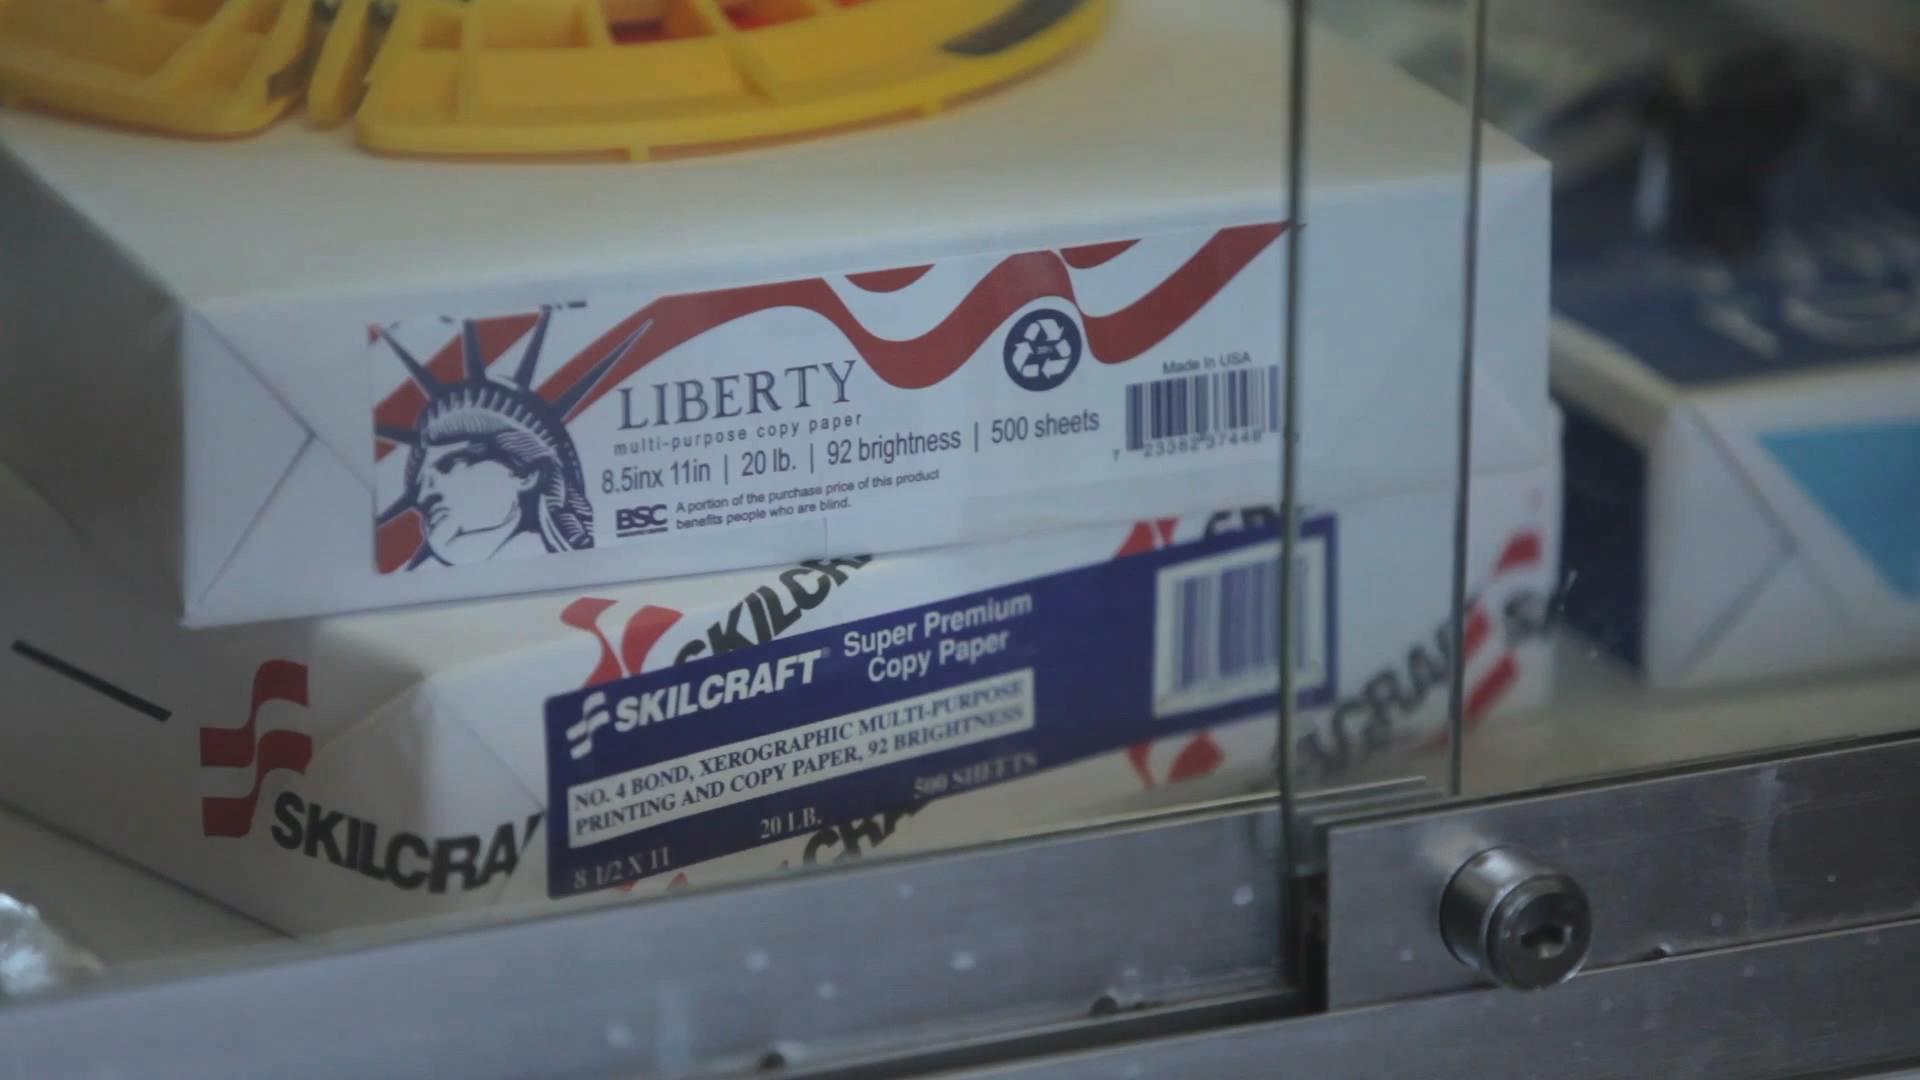 LIBERTY
multi-purpose copy paper
8.5inx 11in | 20 lb. | 92 brightness | 500 sheets
BSC
A portion of the purchase price of this product
benefits people who are blind.
Made In USA
SKILCR
SKILCRAFT Super Premium
Copy Paper
NO. 4 BOND, XEROGRAPHIC MULTI-PURPOSE
PRINTING AND COPY PAPER, 92 BRIGHTNESS
8 1/2 X 11 20 LB. 500 SHEETS
SKILCRA